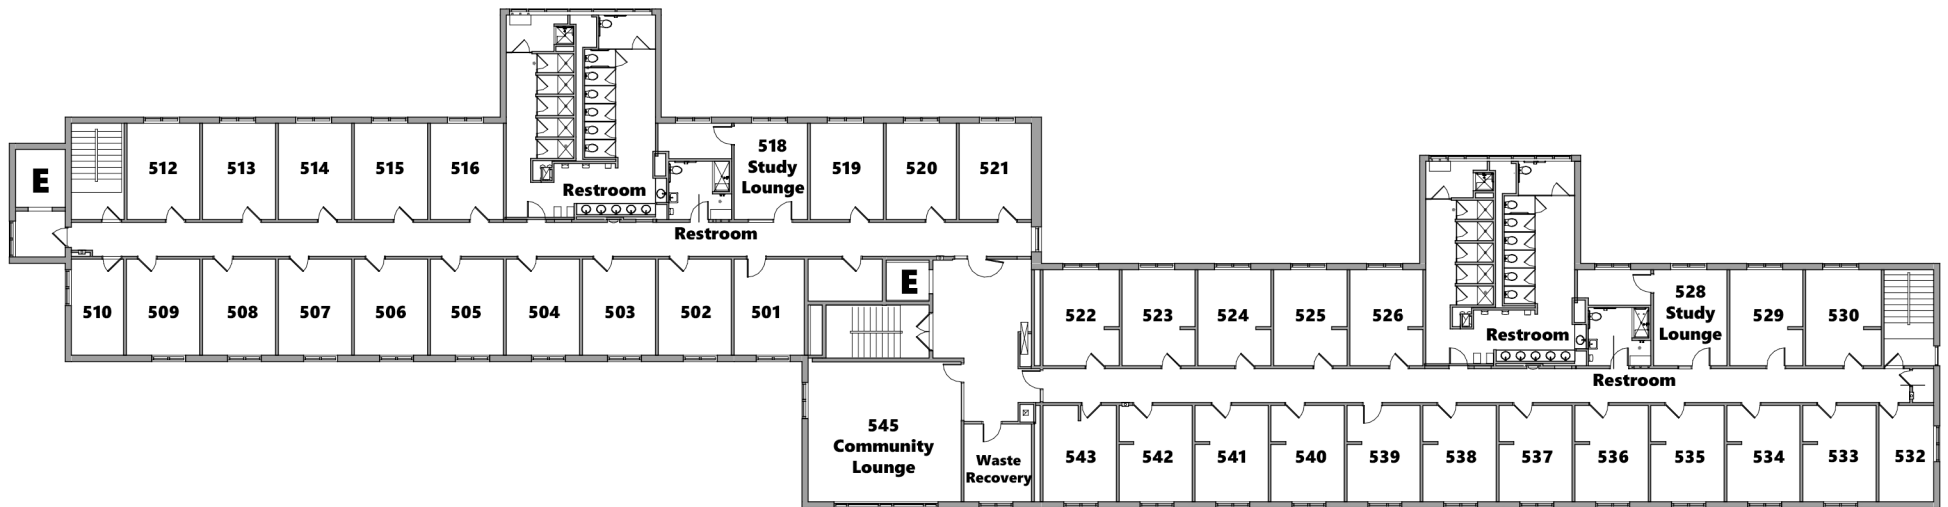 E
512
513
514
515
516
Restroom
518
Study
Lounge
519
520
521
Restroom
510
509
508
507
506
505
504
503
502
501
E
522
523
524
525
526
Restroom
528
Study
Lounge
529
530
Restroom
545
Community
Lounge
Waste
Recovery
543
542
541
540
539
538
537
536
535
534
533
532